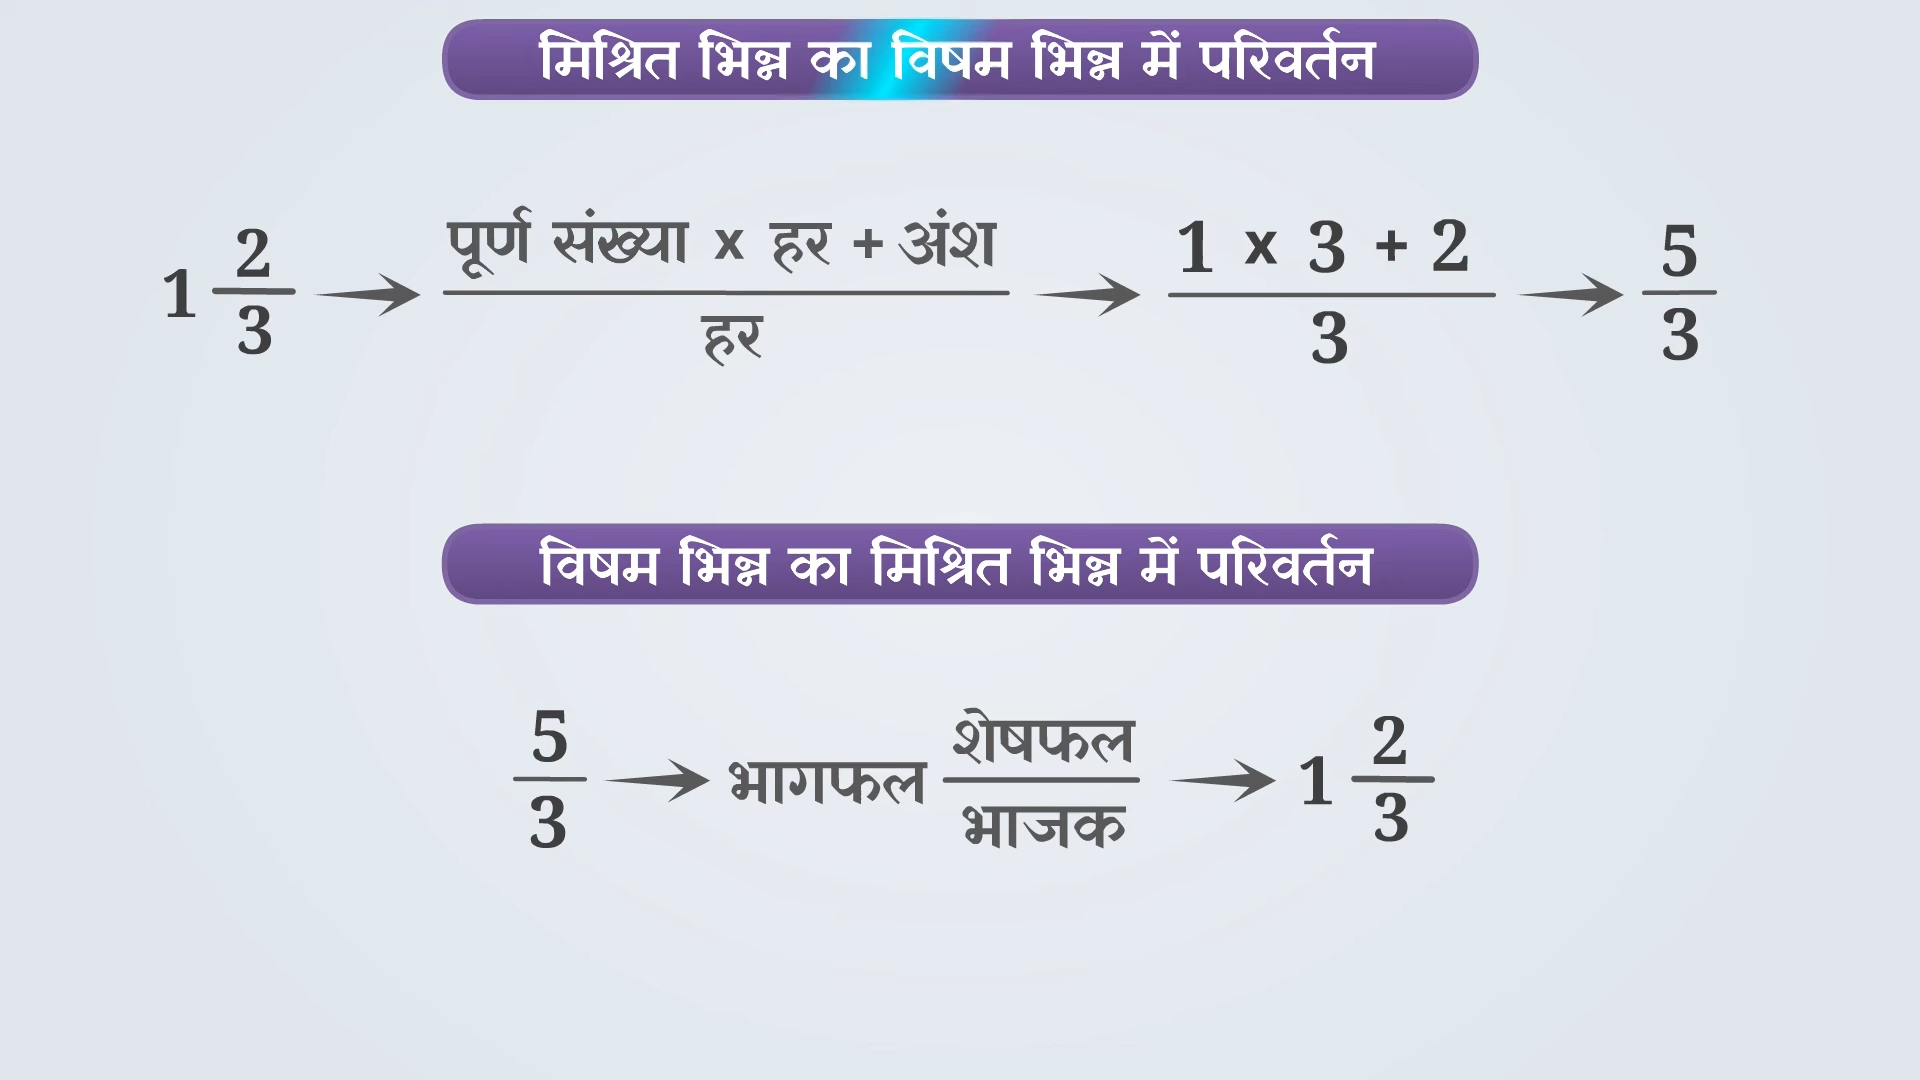 मिश्रित भिन्न का विषम भिन्न में परिवर्तन
1 2/3 → पूर्ण संख्या x हर + अंश / हर → 1 x 3 + 2 / 3 → 5/3
विषम भिन्न का मिश्रित भिन्न में परिवर्तन
5/3 → भागफल शेषफल / भाजक → 1 2/3